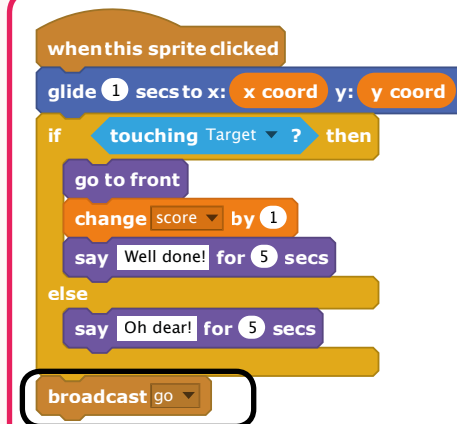 when this sprite clicked
glide 1 secs to x: x coord y: y coord
if touching Target ? then
go to front
change score by 1
say Well done! for 5 secs
else
say Oh dear! for 5 secs
broadcast go